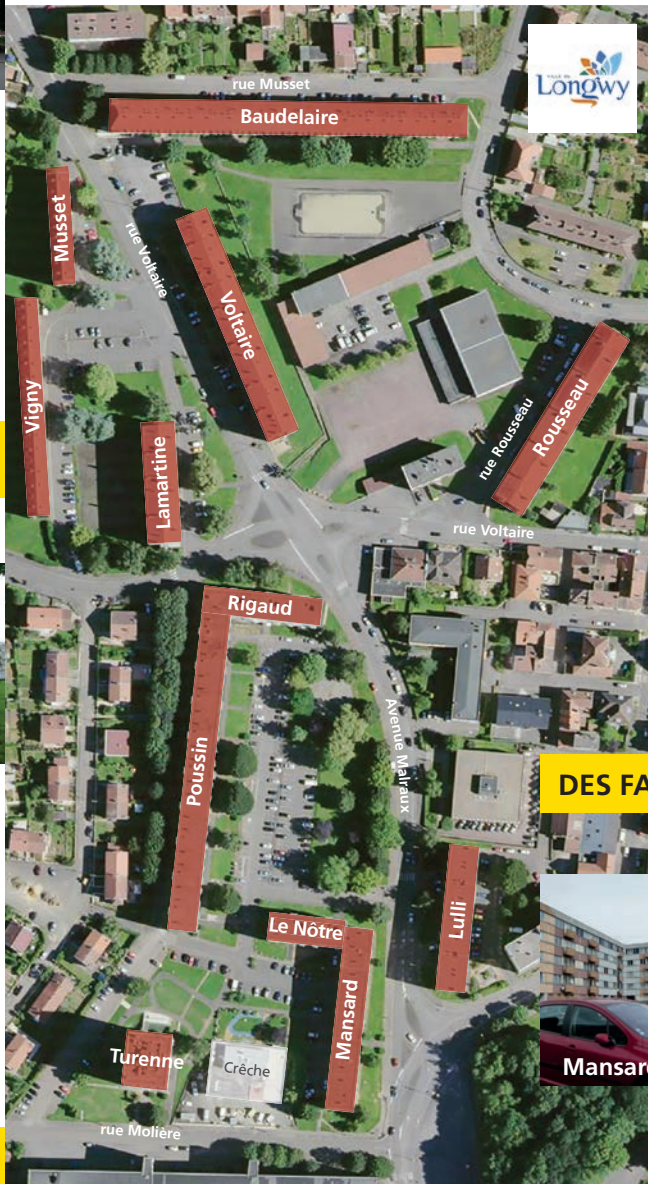 Ville de
Longwy
rue Musset
Baudelaire
Musset
rue Voltaire
Voltaire
Vigny
Lamartine
rue Rousseau
Rousseau
rue Voltaire
Rigaud
Poussin
Avenue Malraux
DES FA
Le Nôtre
Lulli
Mansard
Turenne
Crêche
Mansard
rue Molière